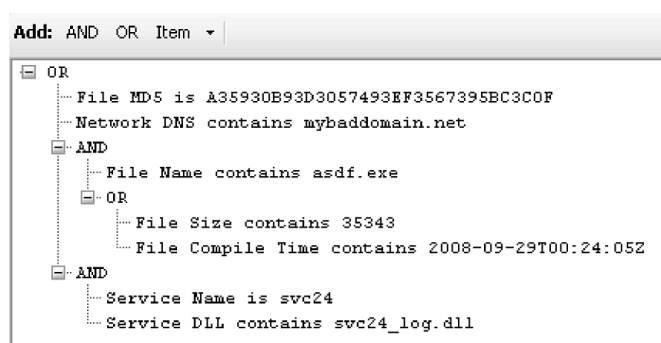 Add: AND OR Item
OR
File MD5 is A35930B93D3057493EF3567395BC3C0F
Network DNS contains mybaddomain.net
AND
File Name contains asdf.exe
OR
File Size contains 35343
File Compile Time contains 2008-09-29T00:24:05Z
AND
Service Name is svc24
Service DLL contains svc24_log.dll